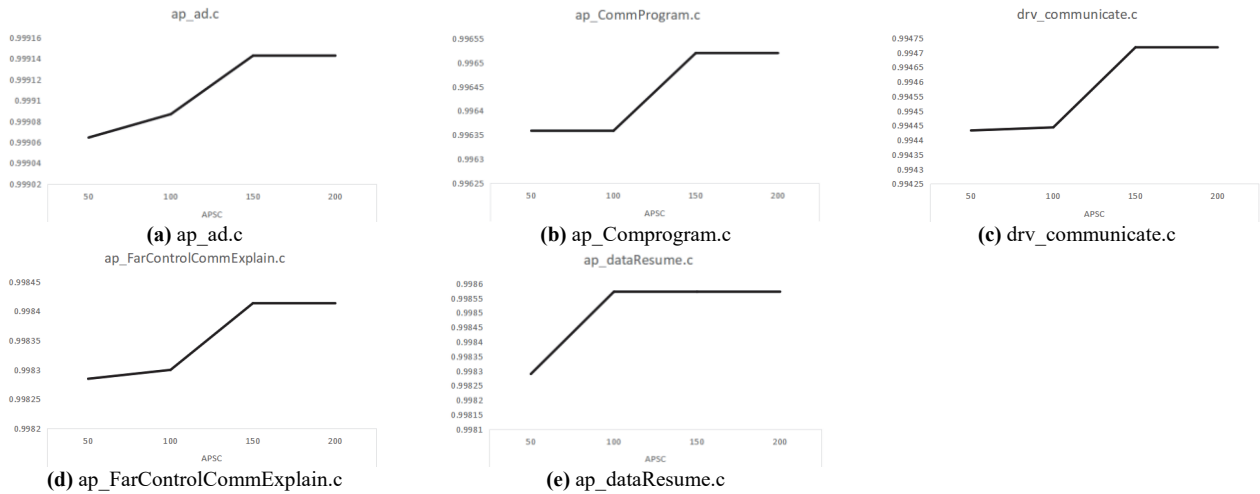 ap_ad.c
0.99916
0.99914
0.99912
0.9991
0.99908
0.99906
0.99904
0.99902
50 100 150 200
APSC
(a) ap_ad.c
ap_CommProgram.c
0.99655
0.9965
0.99645
0.9964
0.99635
0.9963
0.99625
50 100 150 200
APSC
(b) ap_Comprogram.c
drv_communicate.c
0.99475
0.9947
0.99465
0.9946
0.99455
0.9945
0.99445
0.9944
0.99435
0.9943
0.99425
50 100 150 200
APSC
(c) drv_communicate.c
ap_FarControlCommExplain.c
0.99845
0.9984
0.99835
0.9983
0.99825
0.9982
50 100 150 200
APSC
(d) ap_FarControlCommExplain.c
ap_dataResume.c
0.9986
0.99855
0.9985
0.99845
0.9984
0.99835
0.9983
0.99825
0.9982
0.99815
0.9981
50 100 150 200
APSC
(e) ap_dataResume.c